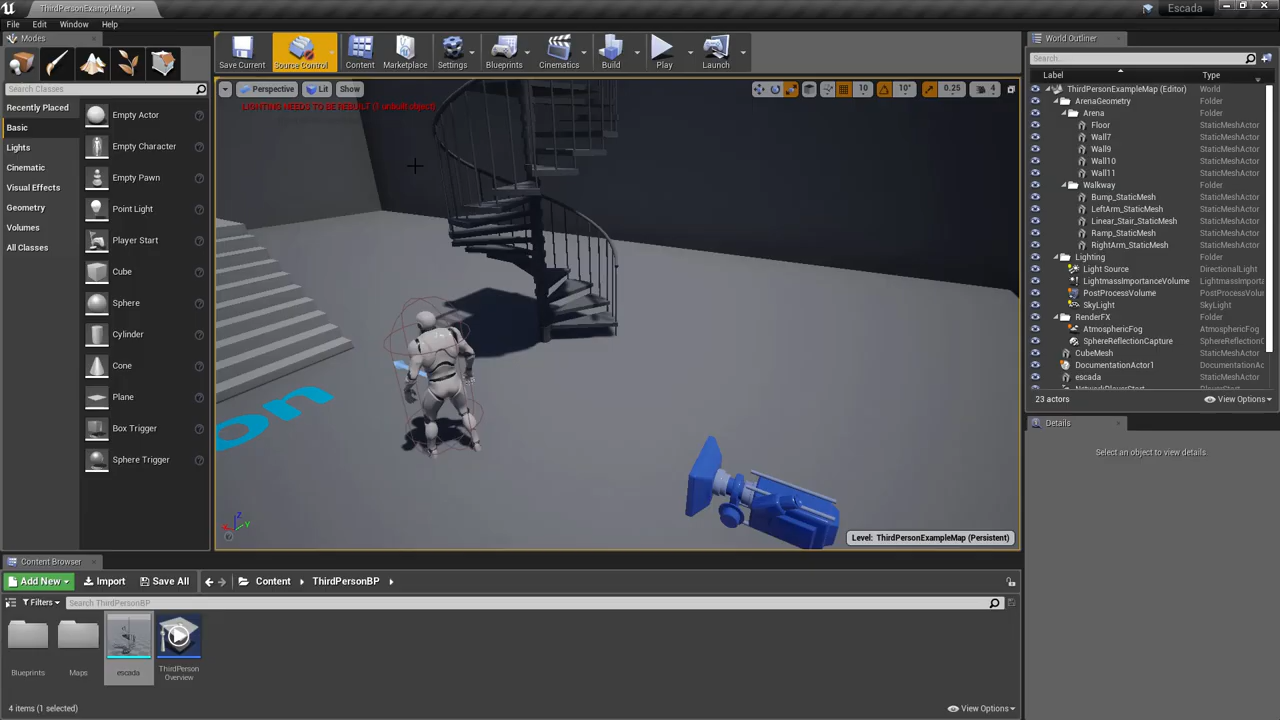 ThirdPersonExampleMap*
Escada
File Edit Window Help
Modes
Search Classes
Recently Placed
Basic
Lights
Cinematic
Visual Effects
Geometry
Volumes
All Classes
Empty Actor
Empty Character
Empty Pawn
Point Light
Player Start
Cube
Sphere
Cylinder
Cone
Plane
Box Trigger
Sphere Trigger
Save Current
Source Control
Content
Marketplace
Settings
Blueprints
Cinematics
Build
Play
Launch
Perspective Lit Show
10 10° 0.25 4
LIGHTING NEEDS TO BE REBUILT (1 unbuilt object)
on
Z
Y
Level: ThirdPersonExampleMap (Persistent)
World Outliner
Search...
Label Type
ThirdPersonExampleMap (Editor) World
ArenaGeometry Folder
Arena Folder
Floor StaticMeshActor
Wall7 StaticMeshActor
Wall9 StaticMeshActor
Wall10 StaticMeshActor
Wall11 StaticMeshActor
Walkway Folder
Bump_StaticMesh StaticMeshActor
LeftArm_StaticMesh StaticMeshActor
Linear_Stair_StaticMesh StaticMeshActor
Ramp_StaticMesh StaticMeshActor
RightArm_StaticMesh StaticMeshActor
Lighting Folder
Light Source DirectionalLight
LightmassImportanceVolume LightmassImporta
PostProcessVolume PostProcessVolu
SkyLight SkyLight
RenderFX Folder
AtmosphericFog AtmosphericFog
SphereReflectionCapture SphereReflection
CubeMesh StaticMeshActor
DocumentationActor1 DocumentationAc
escada StaticMeshActor
23 actors
View Options
Details
Select an object to view details.
Content Browser
Add New Import Save All Content ThirdPersonBP
Filters Search ThirdPersonBP
Blueprints
Maps
escada
ThirdPerson
Overview
4 items (1 selected)
View Options